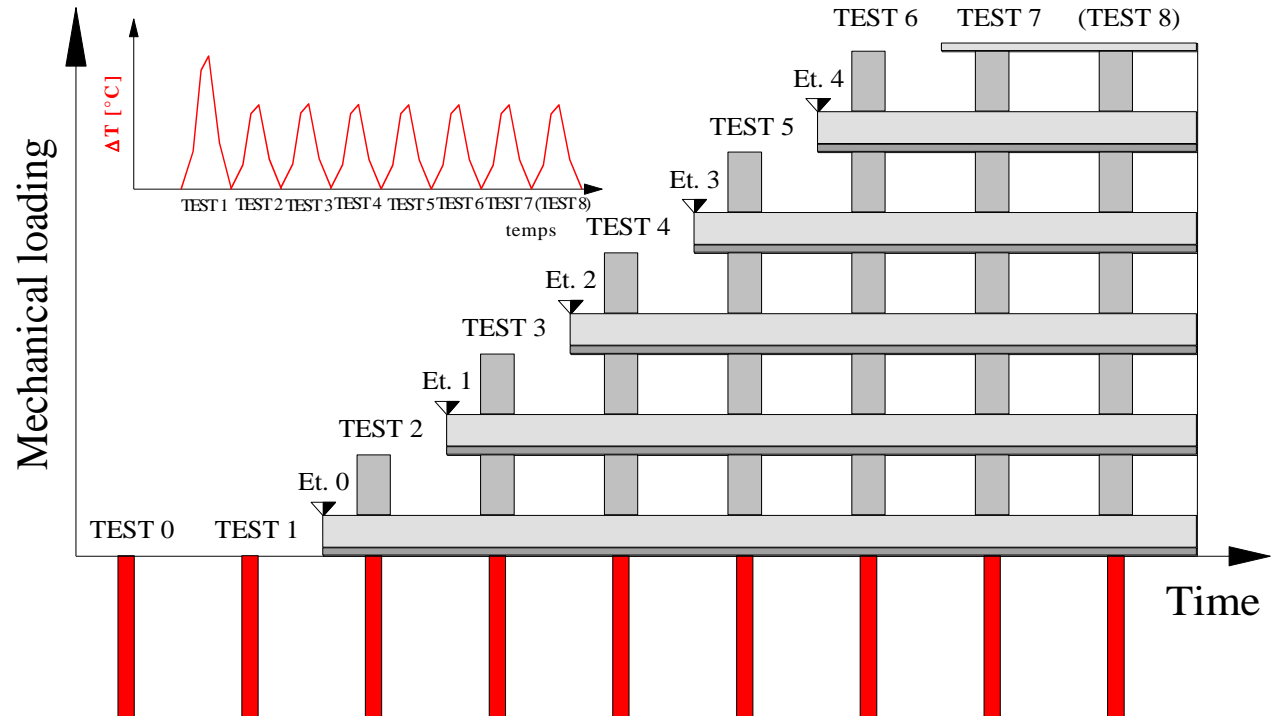 TEST 6 TEST 7 (TEST 8)
Et. 4
TEST 5
Et. 3
TEST 4
Et. 2
TEST 3
Et. 1
TEST 2
Et. 0
TEST 0 TEST 1
Mechanical loading
Time
ΔT [°C]
TEST 1 TEST 2 TEST 3 TEST 4 TEST 5 TEST 6 TEST 7 (TEST 8)
temps